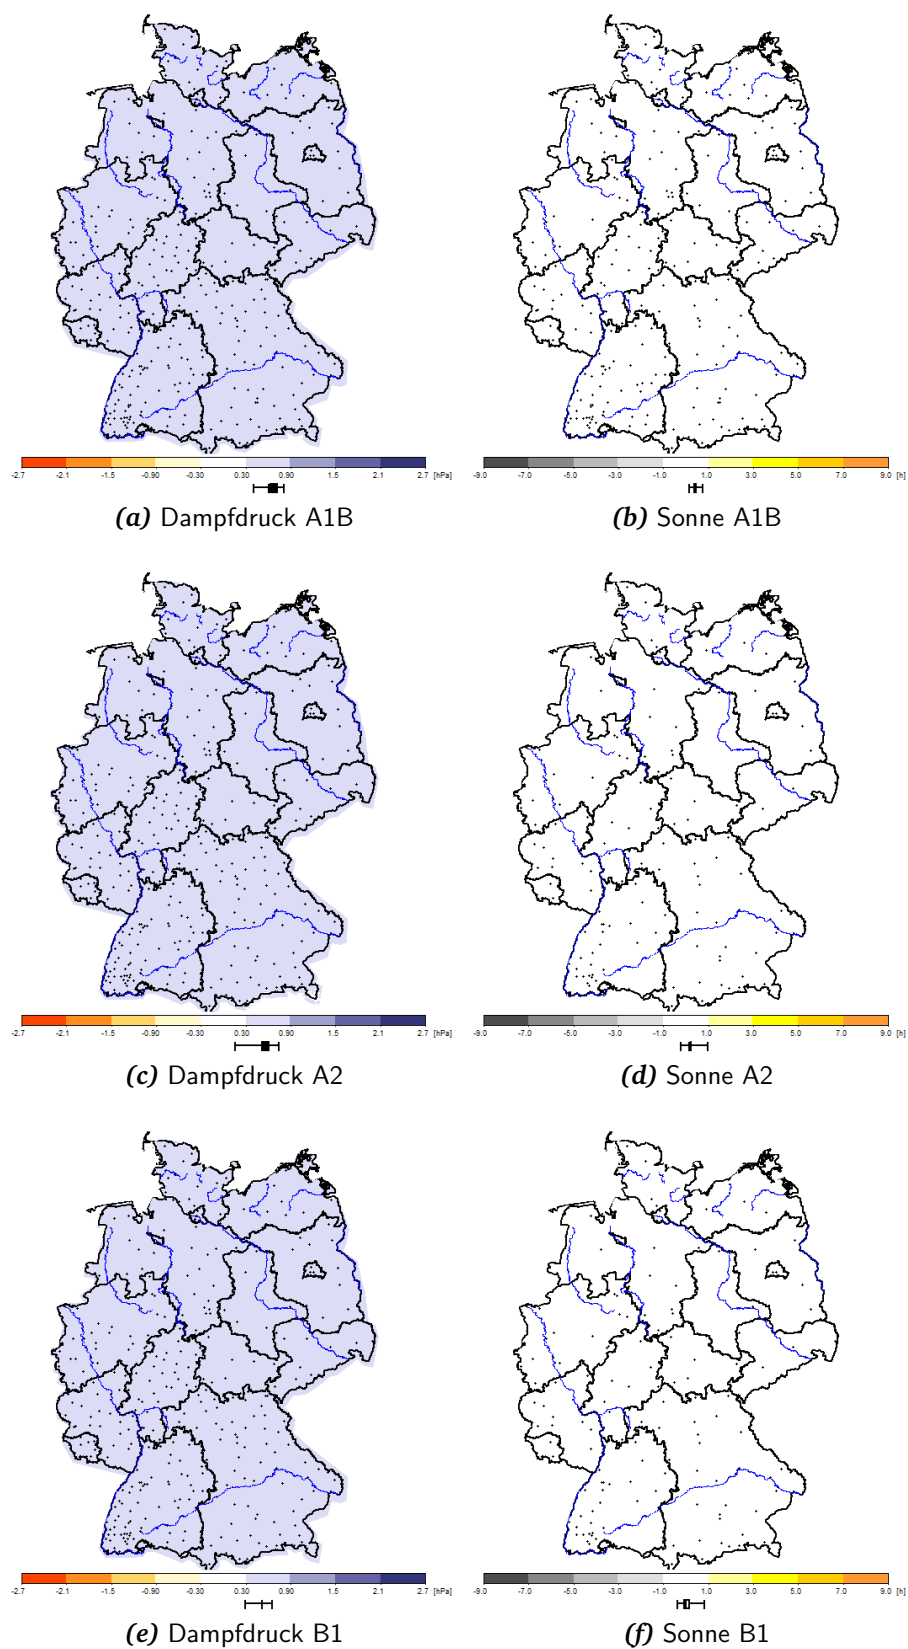 -2.7 -2.1 -1.5 -0.90 -0.30 0.30 0.90 1.5 2.1 2.7 [hPa]
(a) Dampfdruck A1B
-9.0 -7.0 -5.0 -3.0 -1.0 1.0 3.0 5.0 7.0 9.0 [h]
(b) Sonne A1B
-2.7 -2.1 -1.5 -0.90 -0.30 0.30 0.90 1.5 2.1 2.7 [hPa]
(c) Dampfdruck A2
-9.0 -7.0 -5.0 -3.0 -1.0 1.0 3.0 5.0 7.0 9.0 [h]
(d) Sonne A2
-2.7 -2.1 -1.5 -0.90 -0.30 0.30 0.90 1.5 2.1 2.7 [hPa]
(e) Dampfdruck B1
-9.0 -7.0 -5.0 -3.0 -1.0 1.0 3.0 5.0 7.0 9.0 [h]
(f) Sonne B1